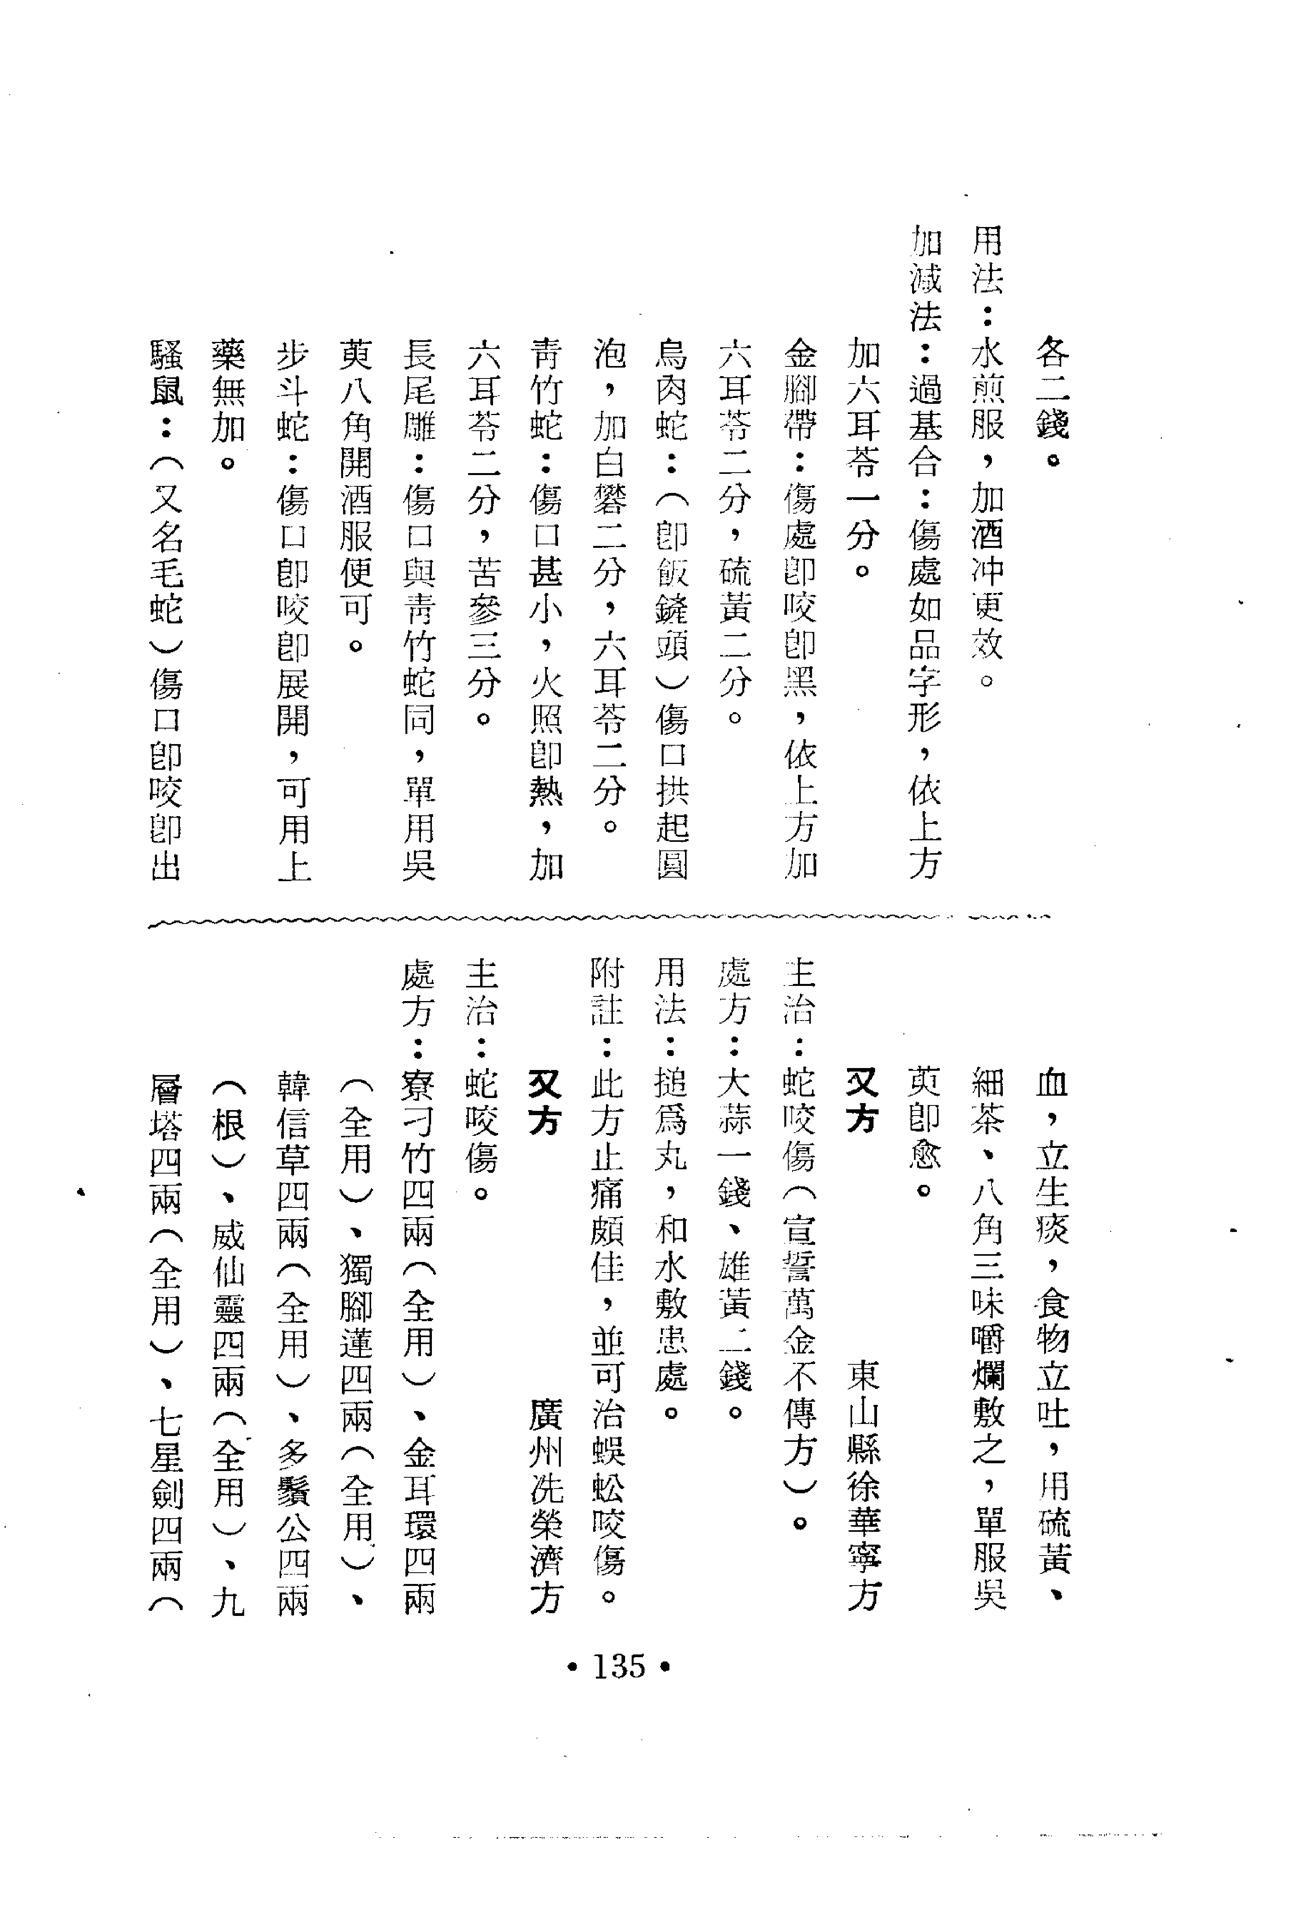 各二錢。
用法：水煎服，加酒冲更效。
加減法：過基合：傷處如品字形，依上方
加六耳苓一分。
金腳帶：傷處卽咬卽黑，依上方加
六耳苓二分，硫黃二分。
烏肉蛇：（卽飯鏟頭）傷口拱起圓
泡，加白礬二分，六耳苓二分。
靑竹蛇：傷口甚小，火照卽熱，加
六耳苓二分，苦參三分。
長尾雕：傷口與靑竹蛇同，單用吳
萸八角開酒服便可。
步斗蛇：傷口卽咬卽展開，可用上
藥無加。
騷鼠：（又名毛蛇）傷口卽咬卽出
血，立生痰，食物立吐，用硫黃、
細茶、八角三味嚼爛敷之，單服吳
萸卽愈。
又方　東山縣徐華寧方
主治：蛇咬傷（宣誓萬金不傳方）。
處方：大蒜一錢、雄黃二錢。
用法：搥爲丸，和水敷患處。
附註：此方止痛頗佳，並可治蜈蚣咬傷。
又方　廣州冼榮濟方
主治：蛇咬傷。
處方：寮刁竹四兩（全用）、金耳環四兩
（全用）、獨腳蓮四兩（全用）、
韓信草四兩（全用）、多鬚公四兩
（根）、威仙靈四兩（全用）、九
層塔四兩（全用）、七星劍四兩（
• 135 •